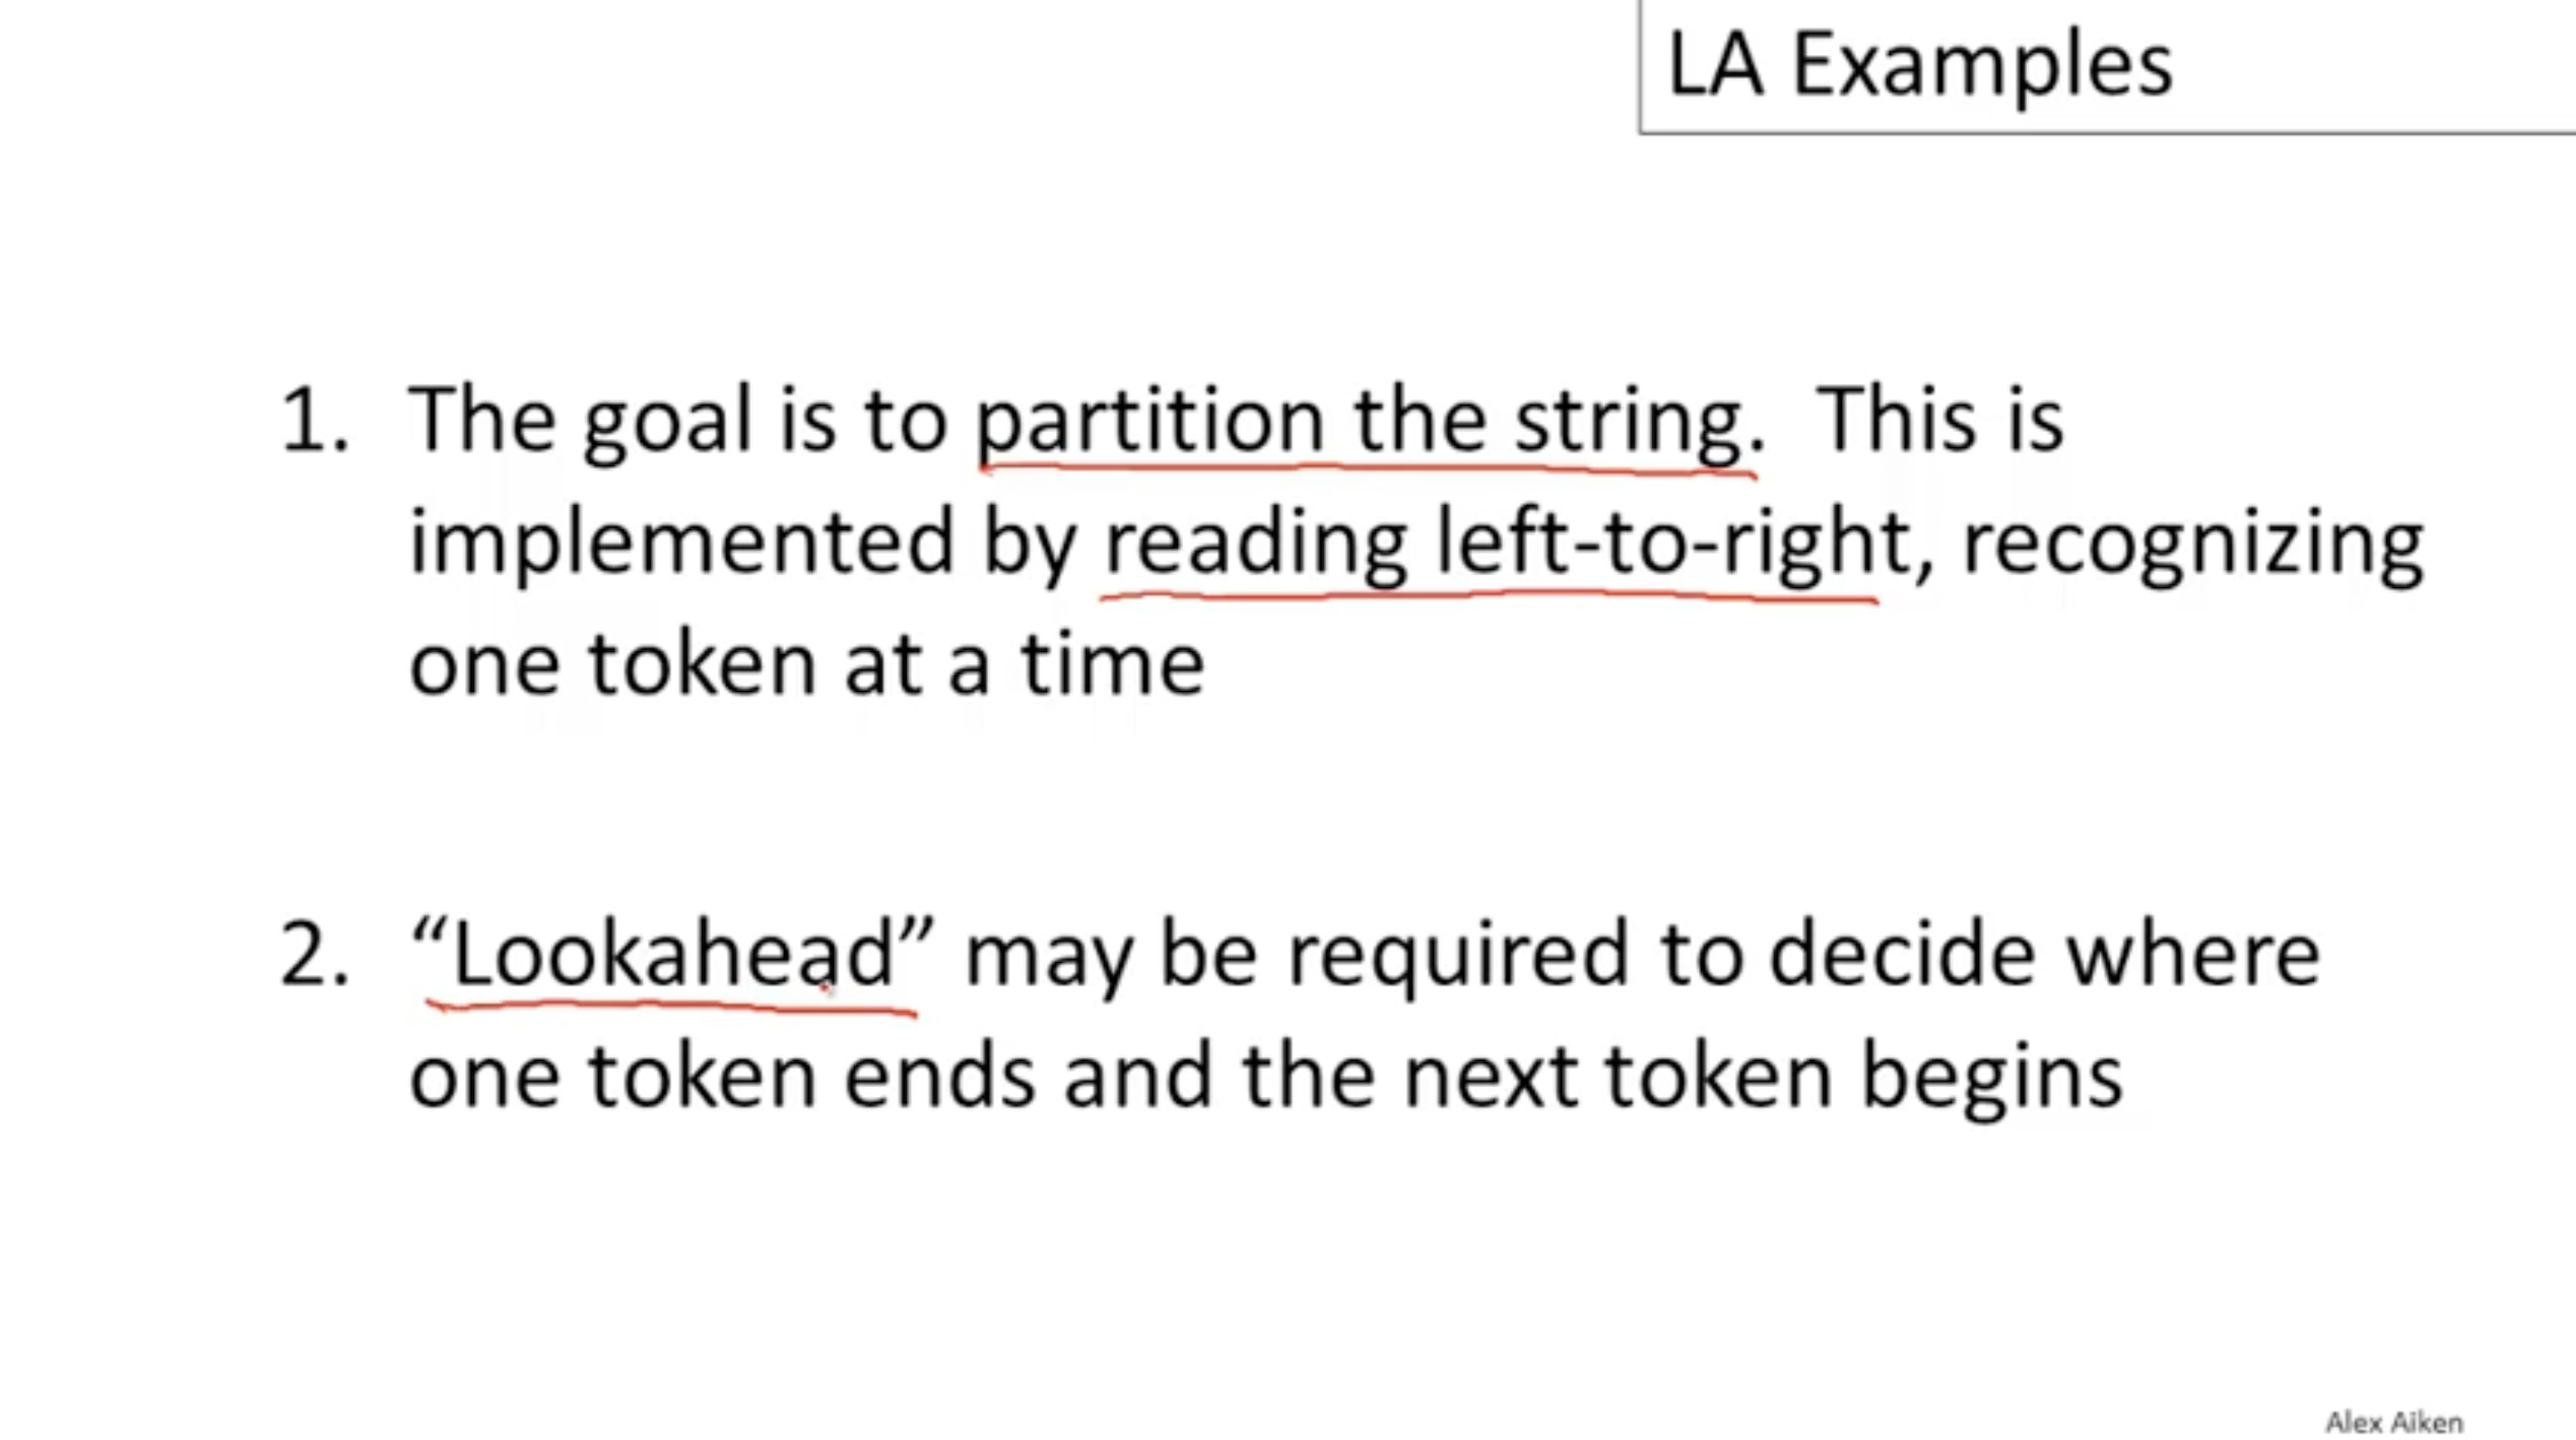 LA Examples
1. The goal is to partition the string. This is
implemented by reading left-to-right, recognizing
one token at a time
2. “Lookahead” may be required to decide where
one token ends and the next token begins
Alex Aiken